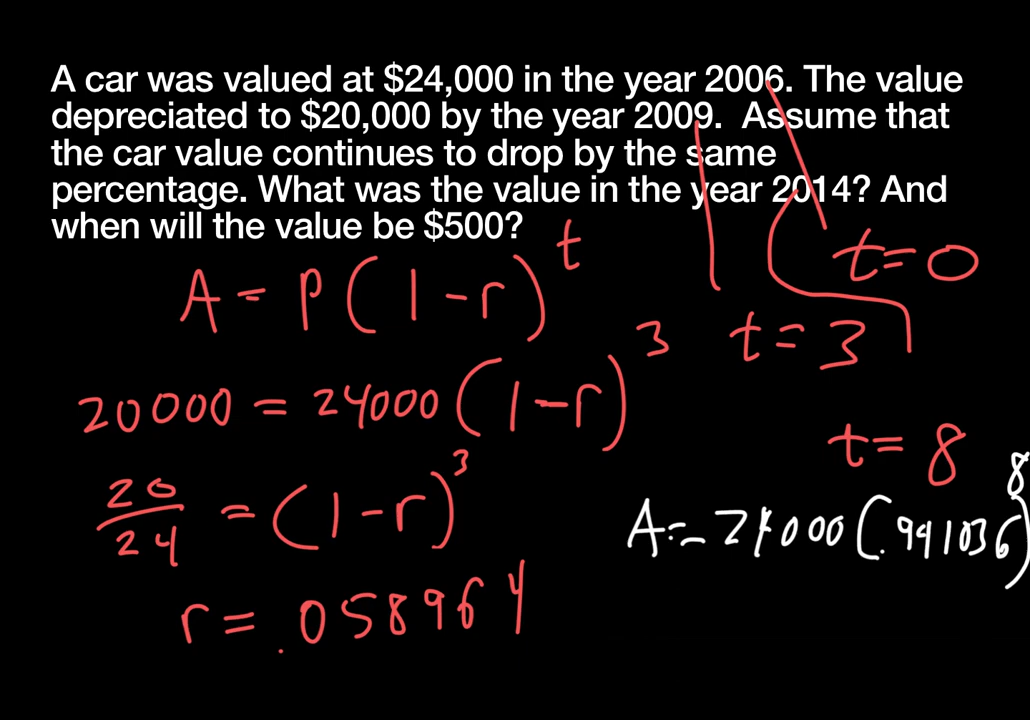 A car was valued at $24,000 in the year 2006. The value
depreciated to $20,000 by the year 2009. Assume that
the car value continues to drop by the same
percentage. What was the value in the year 2014? And
when will the value be $500?
A = P(1-r)^t
t=0
t=3
20000 = 24000(1-r)^3
t=8
20/24 = (1-r)^3
A = 24000(.941036)^8
r = .058964